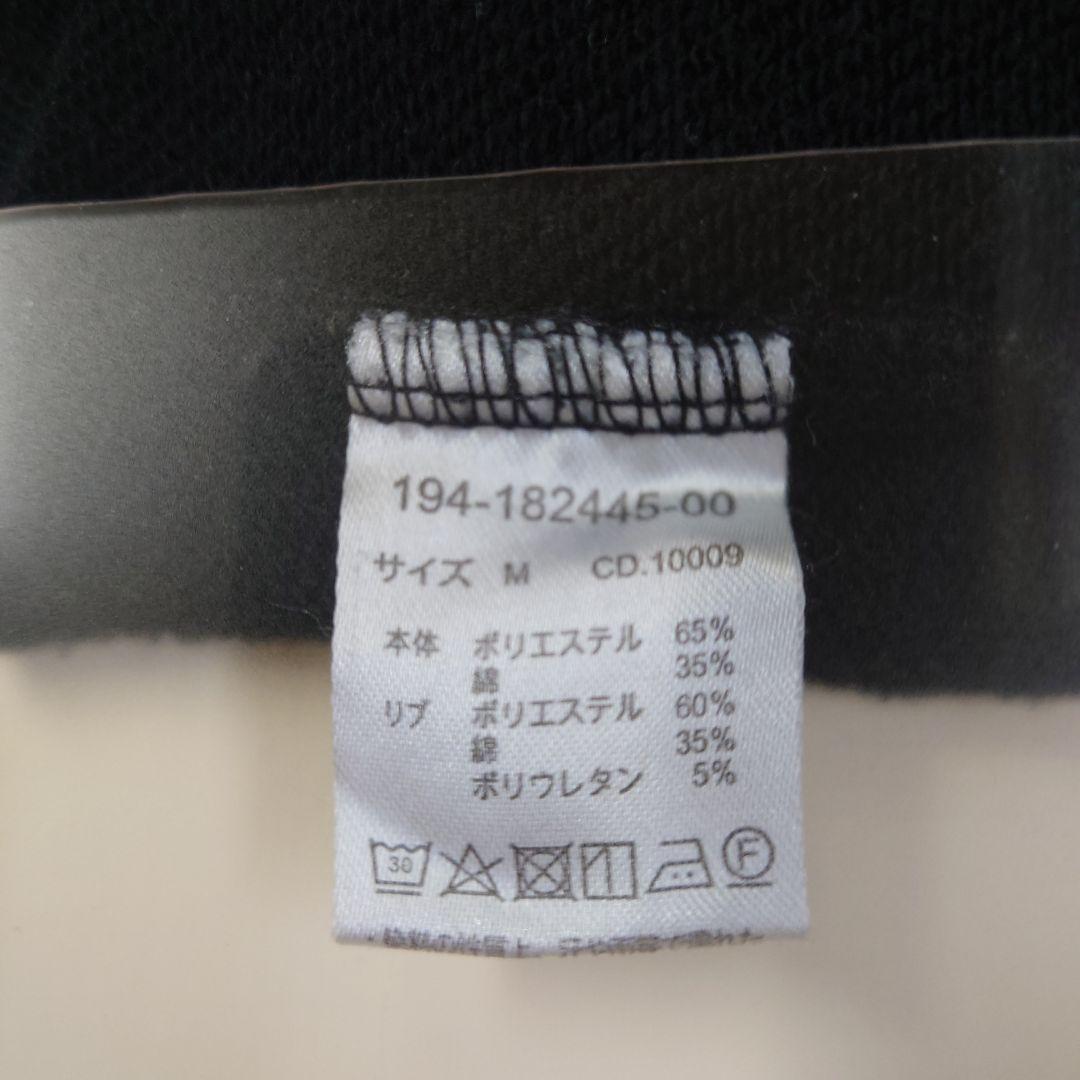 194-182445-00
サイズ M CD.10009
本体 ポリエステル 65%
綿 35%
リブ ポリエステル 60%
綿 35%
ポリウレタン 5%
30 F